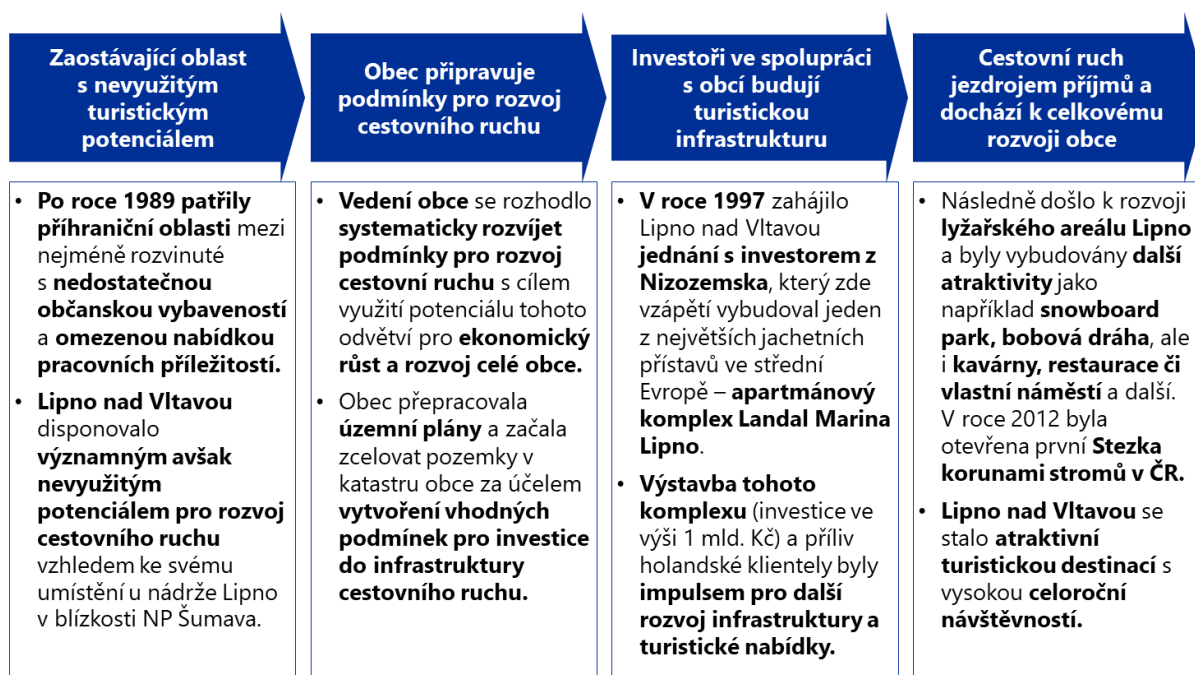 Zaostávající oblast
s nevyužitým
turistickým
potenciálem
Obec připravuje
podmínky pro rozvoj
cestovního ruchu
Investoři ve spolupráci
s obcí budují
turistickou
infrastrukturu
Cestovní ruch
jezdrojem příjmů a
dochází k celkovému
rozvoji obce
• Po roce 1989 patřily
příhraniční oblasti mezi
nejméně rozvinuté
s nedostatečnou
občanskou vybaveností
a omezenou nabídkou
pracovních příležitostí.
• Lipno nad Vltavou
disponovalo
významným avšak
nevyužitým
potenciálem pro rozvoj
cestovního ruchu
vzhledem ke svému
umístění u nádrže Lipno
v blízkosti NP Šumava.
• Vedení obce se rozhodlo
systematicky rozvíjet
podmínky pro rozvoj
cestovní ruchu s cílem
využití potenciálu tohoto
odvětví pro ekonomický
růst a rozvoj celé obce.
• Obec přepracovala
územní plány a začala
zcelovat pozemky v
katastru obce za účelem
vytvoření vhodných
podmínek pro investice
do infrastruktury
cestovního ruchu.
• V roce 1997 zahájilo
Lipno nad Vltavou
jednání s investorem z
Nizozemska, který zde
vzápětí vybudoval jeden
z největších jachetních
přístavů ve střední
Evropě – apartmánový
komplex Landal Marina
Lipno.
• Výstavba tohoto
komplexu (investice ve
výši 1 mld. Kč) a příliv
holandské klientely byly
impulsem pro další
rozvoj infrastruktury a
turistické nabídky.
• Následně došlo k rozvoji
lyžařského areálu Lipno
a byly vybudovány další
atraktivity jako
například snowboard
park, bobová dráha, ale
i kavárny, restaurace či
vlastní náměstí a další.
V roce 2012 byla
otevřena první Stezka
korunami stromů v ČR.
• Lipno nad Vltavou se
stalo atraktivní
turistickou destinací s
vysokou celoroční
návštěvností.